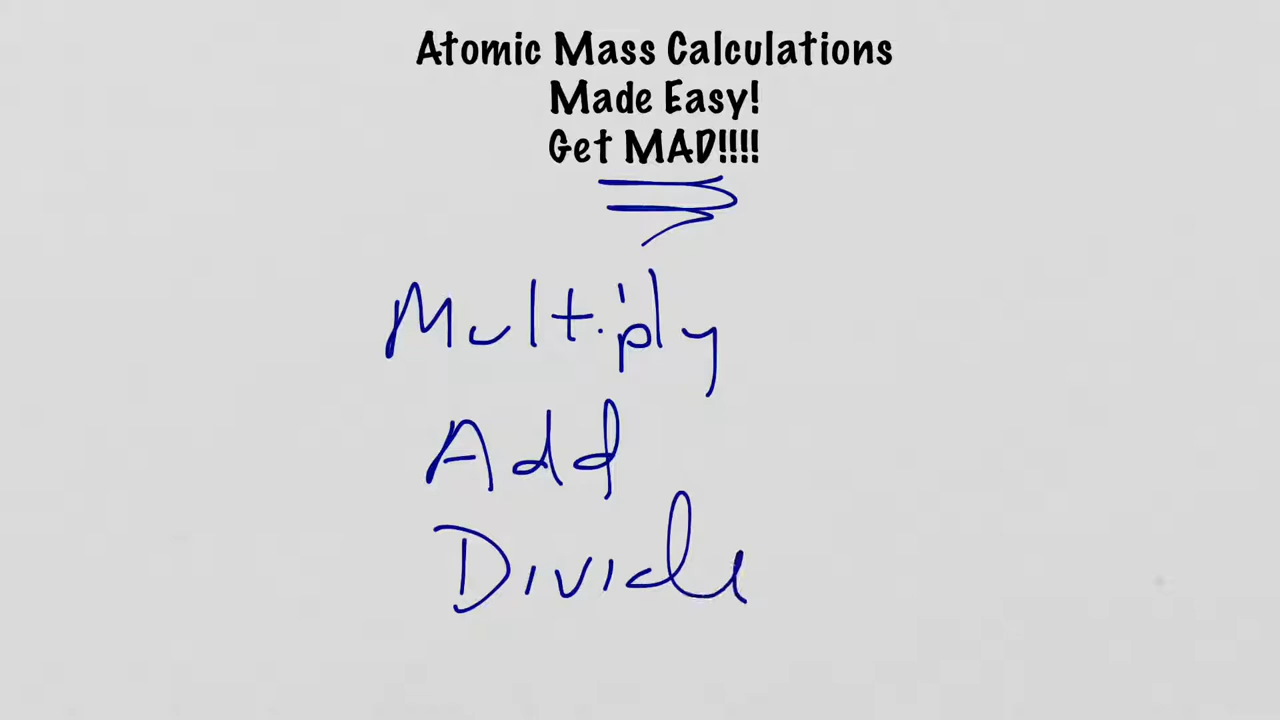 Atomic Mass Calculations
Made Easy!
Get MAD!!!!
Multiply
Add
Divide